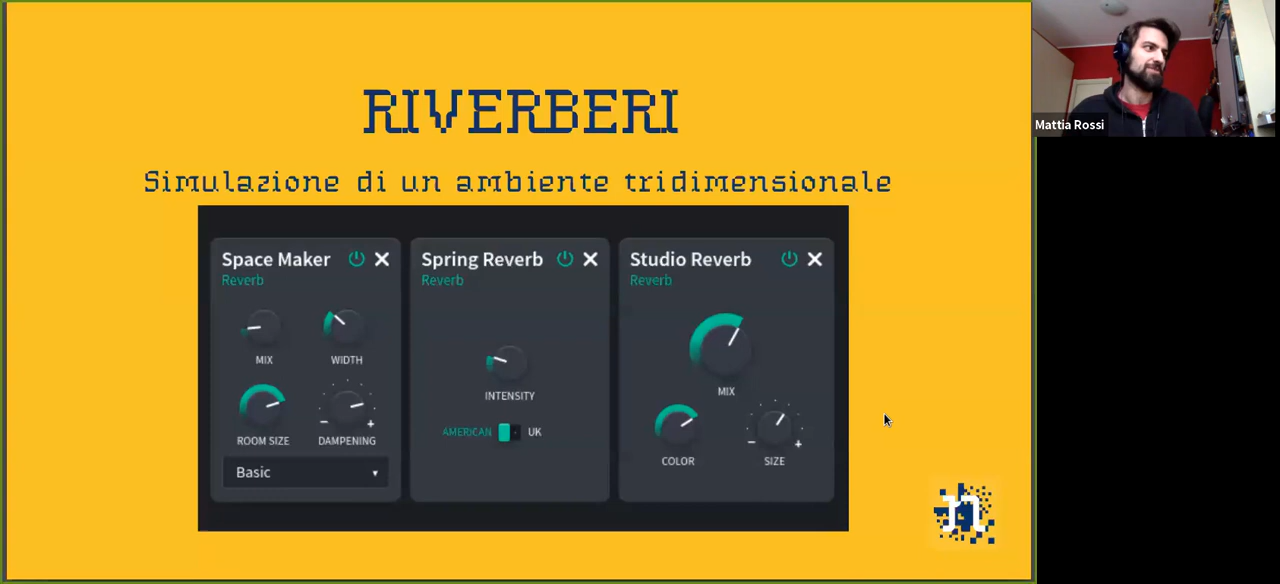 RIVERBERI
Simulazione di un ambiente tridimensionale
Space Maker
Reverb
MIX
WIDTH
ROOM SIZE
DAMPENING
- +
Basic
Spring Reverb
Reverb
INTENSITY
AMERICAN UK
Studio Reverb
Reverb
MIX
COLOR
SIZE
- +
n
Mattia Rossi